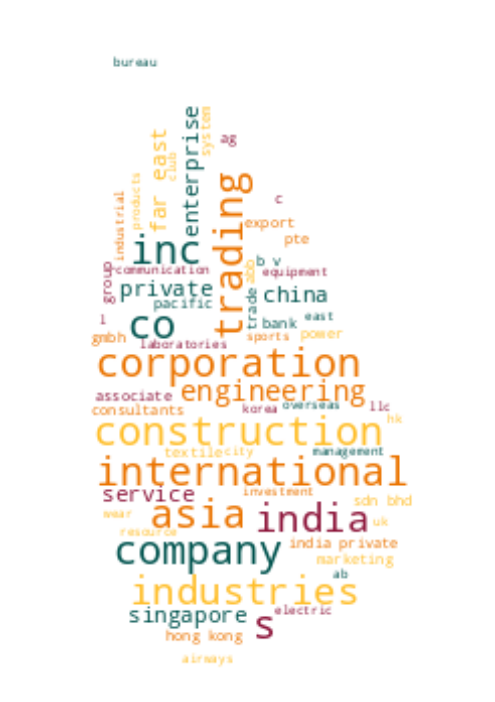 bureau
enterprise
system
ag
far east
club
products
industrial
trading
c
export
pte
inc
b v
communication
group
abb
equipment
private
trade
china
pacific
l
co
bank
east
gmbh
laboratories
sports
power
corporation
engineering
associate
consultants
korea
overseas
llc
hk
construction
textile
city
management
international
service
investment
sdn bhd
wear
asia
india
uk
resource
company
india private
marketing
ab
industries
singapore
s
electric
hong kong
airways